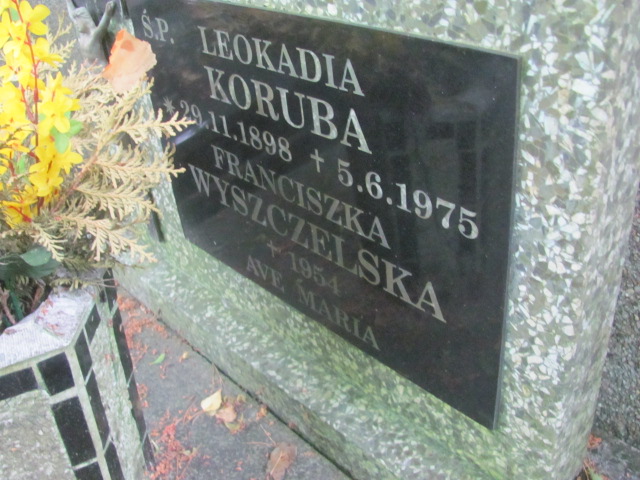 Ś.P. LEOKADIA
KORUBA
* 29.11.1898 † 5.6.1975
FRANCISZKA
WYSZCZELSKA
† 1954
AVE MARIA